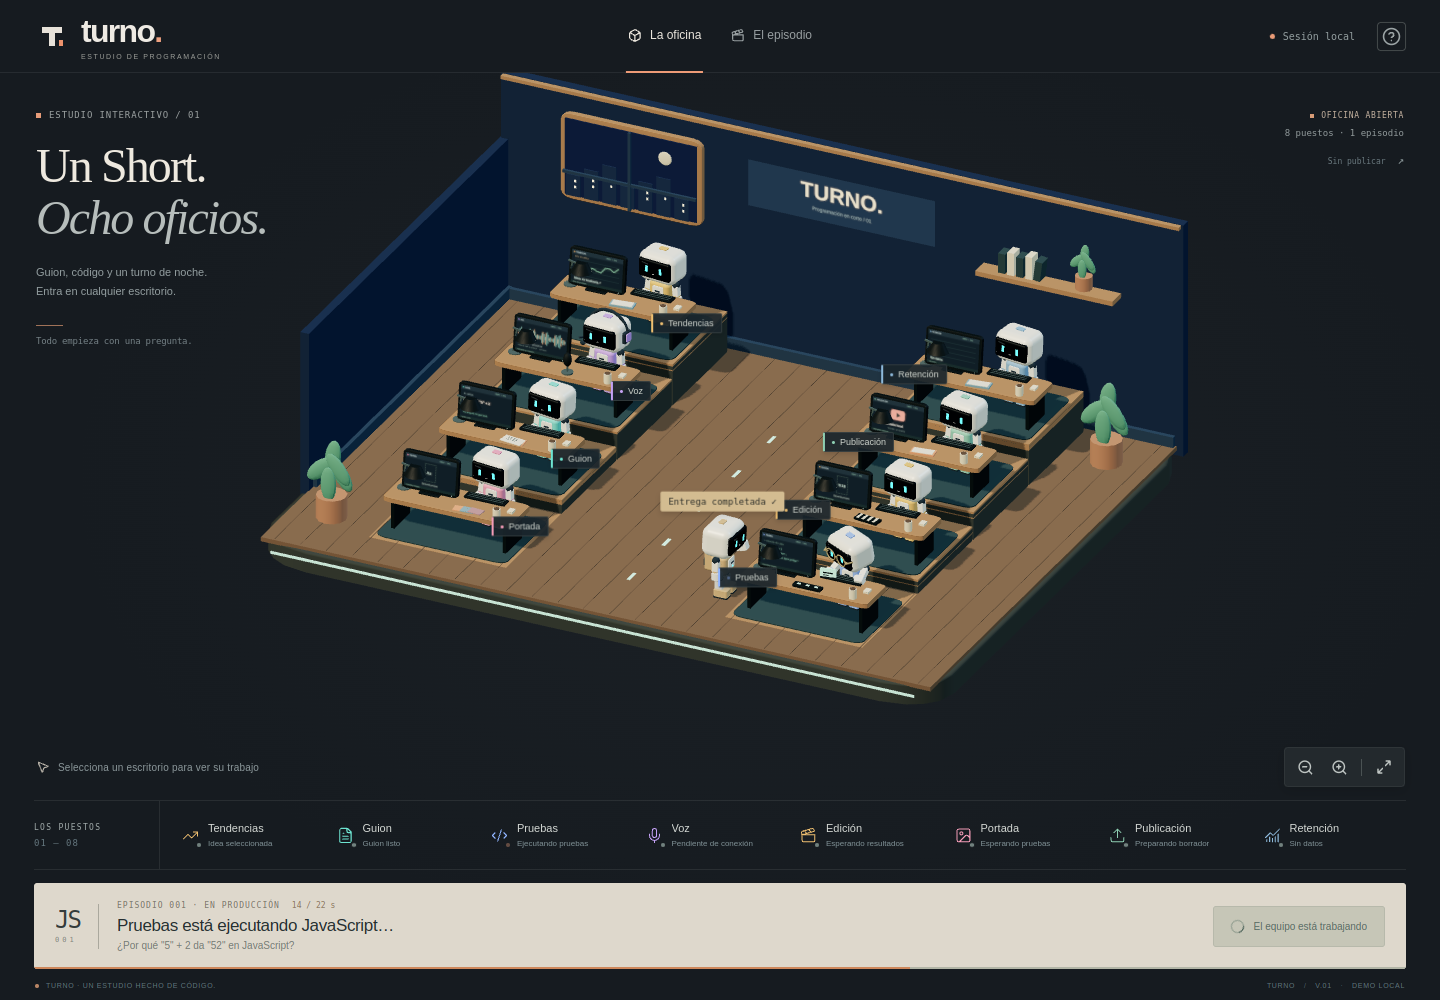 turno.
ESTUDIO DE PROGRAMACIÓN
La oficina
El episodio
Sesión local
ESTUDIO INTERACTIVO / 01
Un Short.
Ocho oficios.
Guion, código y un turno de noche.
Entra en cualquier escritorio.
Todo empieza con una pregunta.
OFICINA ABIERTA
8 puestos · 1 episodio
Sin publicar ↗
TURNO.
Tendencias
Voz
Guion
Portada
Retención
Publicación
Edición
Entrega completada ✓
Pruebas
Selecciona un escritorio para ver su trabajo
LOS PUESTOS
01 — 08
Tendencias
Idea seleccionada
Guion
Guion listo
Pruebas
Ejecutando pruebas
Voz
Pendiente de conexión
Edición
Esperando resultados
Portada
Esperando pruebas
Publicación
Preparando borrador
Retención
Sin datos
JS
001
EPISODIO 001 · EN PRODUCCIÓN 14 / 22 s
Pruebas está ejecutando JavaScript…
¿Por qué "5" + 2 da "52" en JavaScript?
El equipo está trabajando
TURNO · UN ESTUDIO HECHO DE CÓDIGO.
TURNO / V.01 · DEMO LOCAL